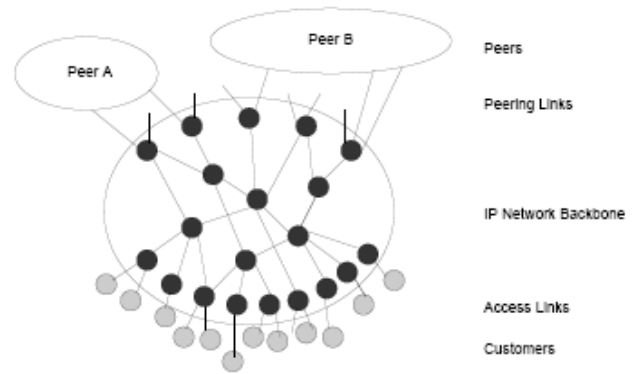 Peer B
Peers
Peer A
Peering Links
IP Network Backbone
Access Links
Customers